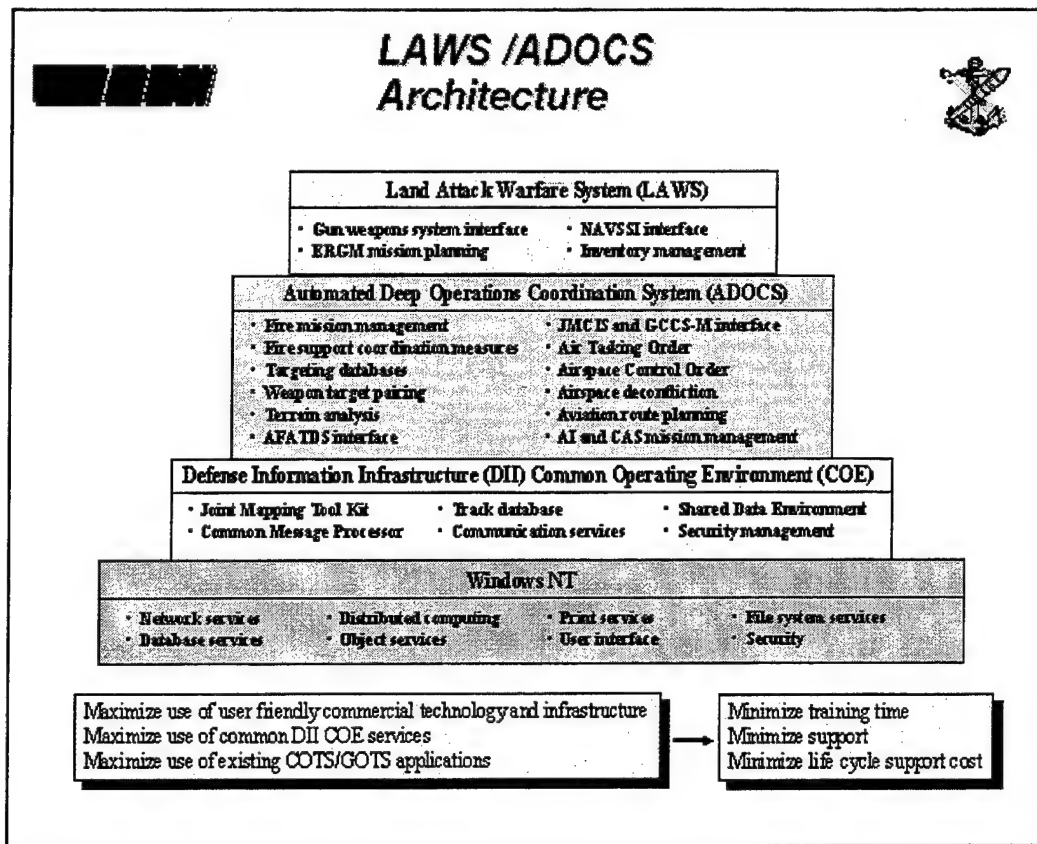 LAWS /ADOCS
Architecture
Land Attack Warfare System (LAWS)
• Gun weapons system interface
• ERGM mission planning
• NAVSSI interface
• Inventory management
Automated Deep Operations Coordination System (ADOCS)
• Fire mission management
• Fire support coordination measures
• Targeting databases
• Weapon target pairing
• Terrain analysis
• AFATDS interface
• JMCIS and GCCS-M interface
• Air Tasking Order
• Airspace Control Order
• Airspace deconfliction
• Aviation route planning
• AI and CAS mission management
Defense Information Infrastructure (DII) Common Operating Environment (COE)
• Joint Mapping Tool Kit
• Common Message Processor
• Track database
• Communication services
• Shared Data Environment
• Security management
Windows NT
• Network services
• Database services
• Distributed computing
• Object services
• Print services
• User interface
• File system services
• Security
Maximize use of user friendly commercial technology and infrastructure
Maximize use of common DII COE services
Maximize use of existing COTS/GOTS applications
Minimize training time
Minimize support
Minimize life cycle support cost